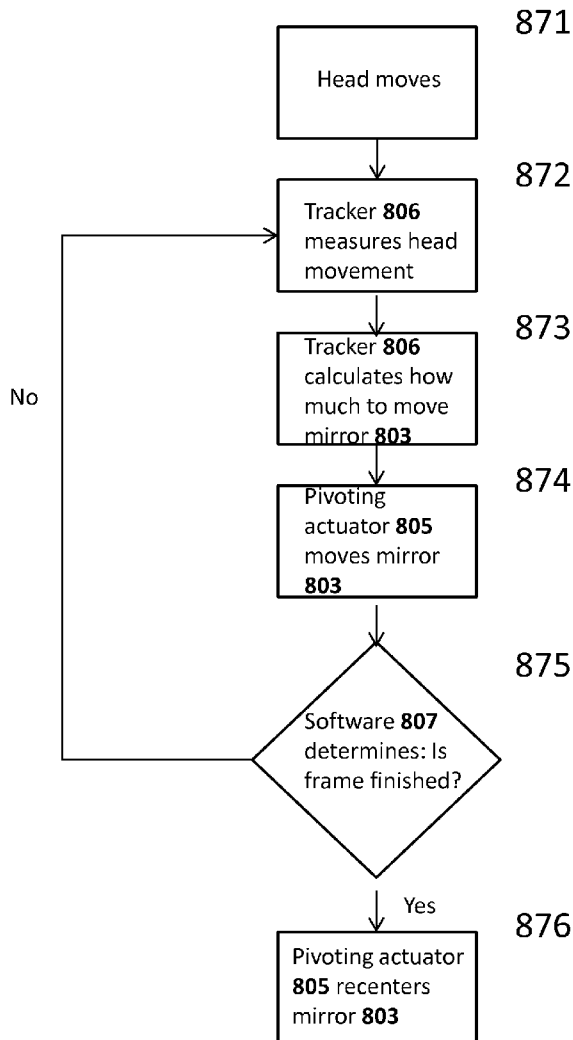 871
Head moves
872
Tracker 806
measures head
movement
873
Tracker 806
calculates how
much to move
mirror 803
No
874
Pivoting
actuator 805
moves mirror
803
875
Software 807
determines: Is
frame finished?
Yes
876
Pivoting actuator
805 recenters
mirror 803